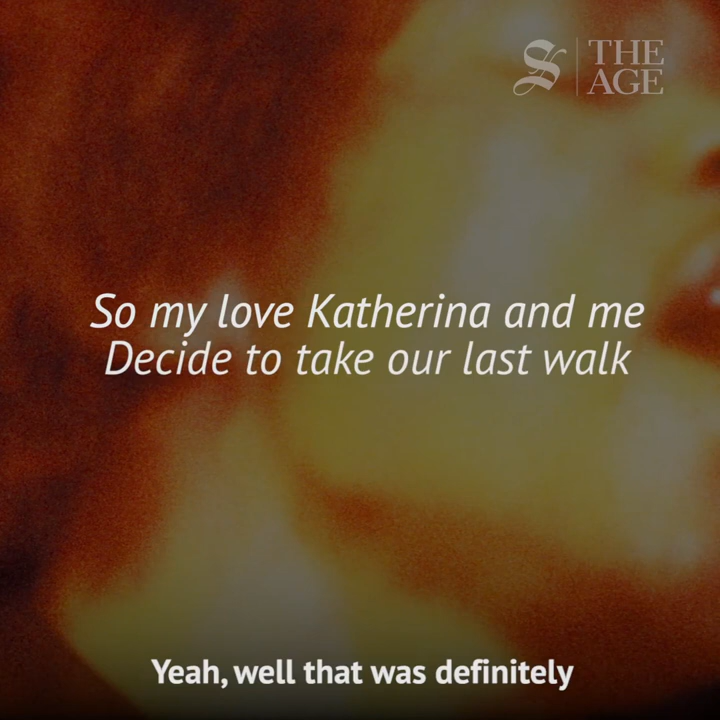 THE
AGE
So my love Katherina and me
Decide to take our last walk
Yeah, well that was definitely